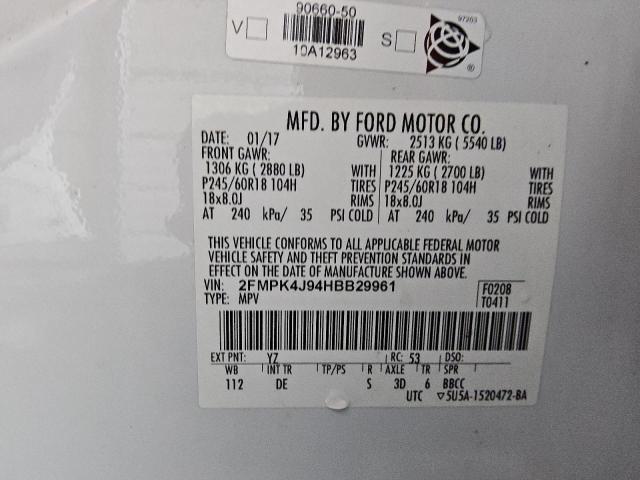 90660-50
V
10A12963
S
97203
®
MFD. BY FORD MOTOR CO.
DATE: 01/17 GVWR: 2513 KG ( 5540 LB)
FRONT GAWR: REAR GAWR:
1306 KG ( 2880 LB) WITH 1225 KG ( 2700 LB) WITH
P245/60R18 104H TIRES P245/60R18 104H TIRES
18x8.0J RIMS 18x8.0J RIMS
AT 240 kPa/ 35 PSI COLD AT 240 kPa/ 35 PSI COLD
THIS VEHICLE CONFORMS TO ALL APPLICABLE FEDERAL MOTOR
VEHICLE SAFETY AND THEFT PREVENTION STANDARDS IN
EFFECT ON THE DATE OF MANUFACTURE SHOWN ABOVE.
VIN: 2FMPK4J94HBB29961 F0208
TYPE: MPV T0411
EXT PNT: YZ RC: 53 DSO:
WB INT TR TP/PS R AXLE TR SPR
112 DE S 3D 6 BBCC
UTC ▽5U5A-1520472-BA